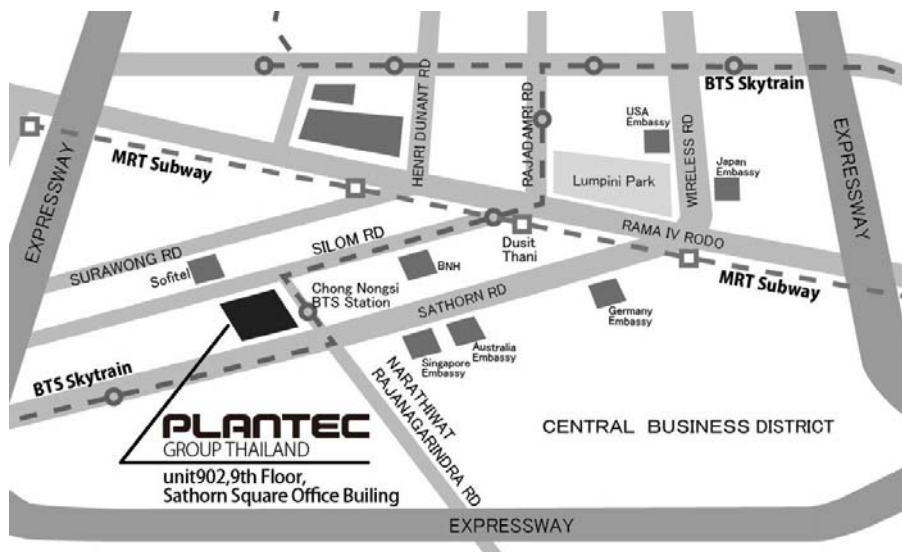 BTS Skytrain
HENRI DUNANT RD
RAJADAMRI RD
USA
Embassy
WIRELESS RD
EXPRESSWAY
MRT Subway
Japan
Embassy
Lumpini Park
EXPRESSWAY
SURAWONG RD
SILOM RD
Dusit
Thani
RAMA IV RODO
Sofitel
BNH
Chong Nongsi
BTS Station
MRT Subway
SATHORN RD
Germany
Embassy
Australia
Embassy
Singapore
Embassy
BTS Skytrain
NARATHIWAT
RAJANAGARINDRA RD
PLANTEC
GROUP THAILAND
CENTRAL BUSINESS DISTRICT
unit902,9th Floor,
Sathorn Square Office Builing
EXPRESSWAY